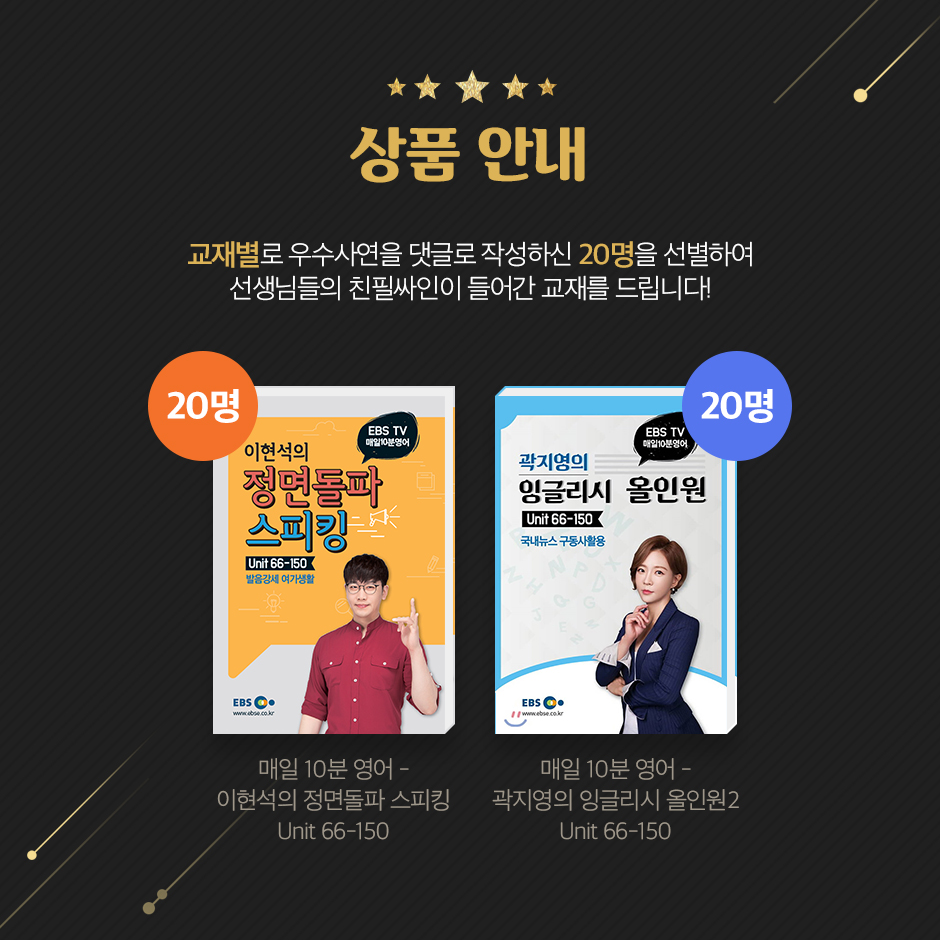 상품 안내
교재별로 우수사연을 댓글로 작성하신 20명을 선별하여
선생님들의 친필싸인이 들어간 교재를 드립니다!
20명
EBS TV
매일10분영어
이현석의
정면돌파
스피킹
Unit 66-150
발음강세 여가생활
EBS
www.ebse.co.kr
20명
EBS TV
매일10분영어
곽지영의
잉글리시 올인원
Unit 66-150
국내뉴스 구동사활용
EBS
www.ebse.co.kr
매일 10분 영어 -
이현석의 정면돌파 스피킹
Unit 66-150
매일 10분 영어 -
곽지영의 잉글리시 올인원2
Unit 66-150